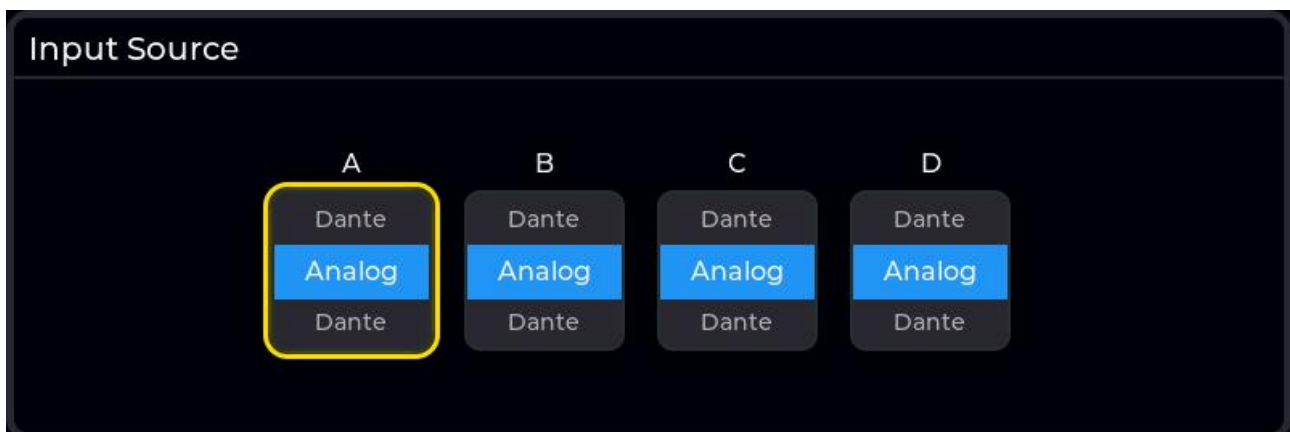 Input Source
A B C D
Dante Dante Dante Dante
Analog Analog Analog Analog
Dante Dante Dante Dante